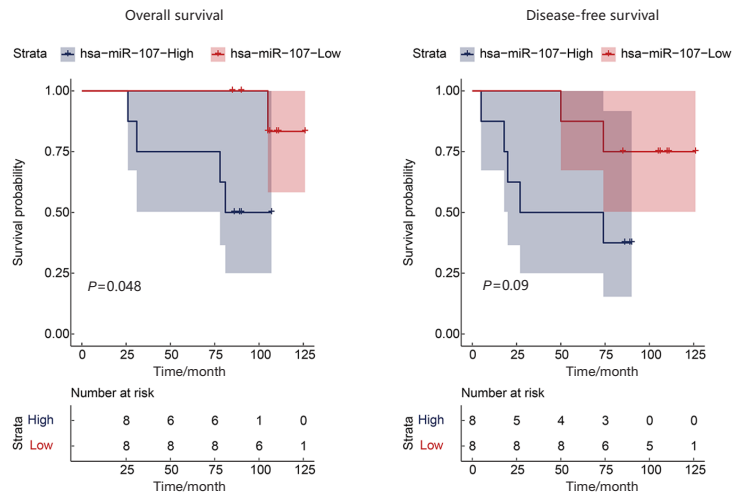 Overall survival
Strata hsa-miR-107-High hsa-miR-107-Low
1.00
0.75
0.50
0.25
0.00
Survival probability
P=0.048
0 25 50 75 100 125
Time/month
Number at risk
Strata
High 8 6 6 1 0
Low 8 8 8 6 1
25 50 75 100 125
Time/month
Disease-free survival
Strata hsa-miR-107-High hsa-miR-107-Low
1.00
0.75
0.50
0.25
0.00
Survival probability
P=0.09
0 25 50 75 100 125
Time/month
Number at risk
Strata
High 8 5 4 3 0 0
Low 8 8 8 6 5 1
0 25 50 75 100 125
Time/month